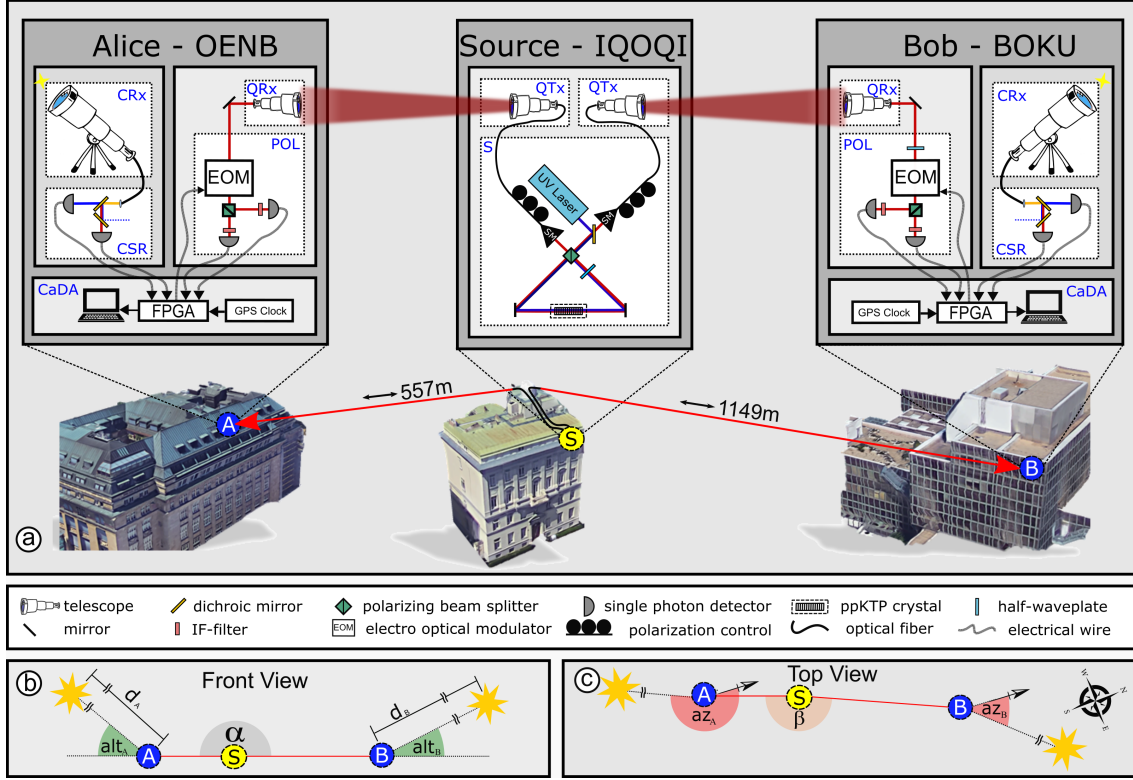 Alice - OENB
Source - IQOQI
Bob - BOKU
CRx
QRx
POL
EOM
CSR
CaDA
FPGA
GPS Clock
QTx
QTx
S
UV Laser
SM
SM
QRx
POL
EOM
CRx
CSR
CaDA
GPS Clock
FPGA
557m
1149m
A
S
B
a
telescope
dichroic mirror
polarizing beam splitter
single photon detector
ppKTP crystal
half-waveplate
mirror
IF-filter
EOM
electro optical modulator
polarization control
optical fiber
electrical wire
b
Front View
d_A
d_B
α
alt_A
A
S
B
alt_B
c
Top View
A
S
B
az_A
β
az_B
W
N
S
E